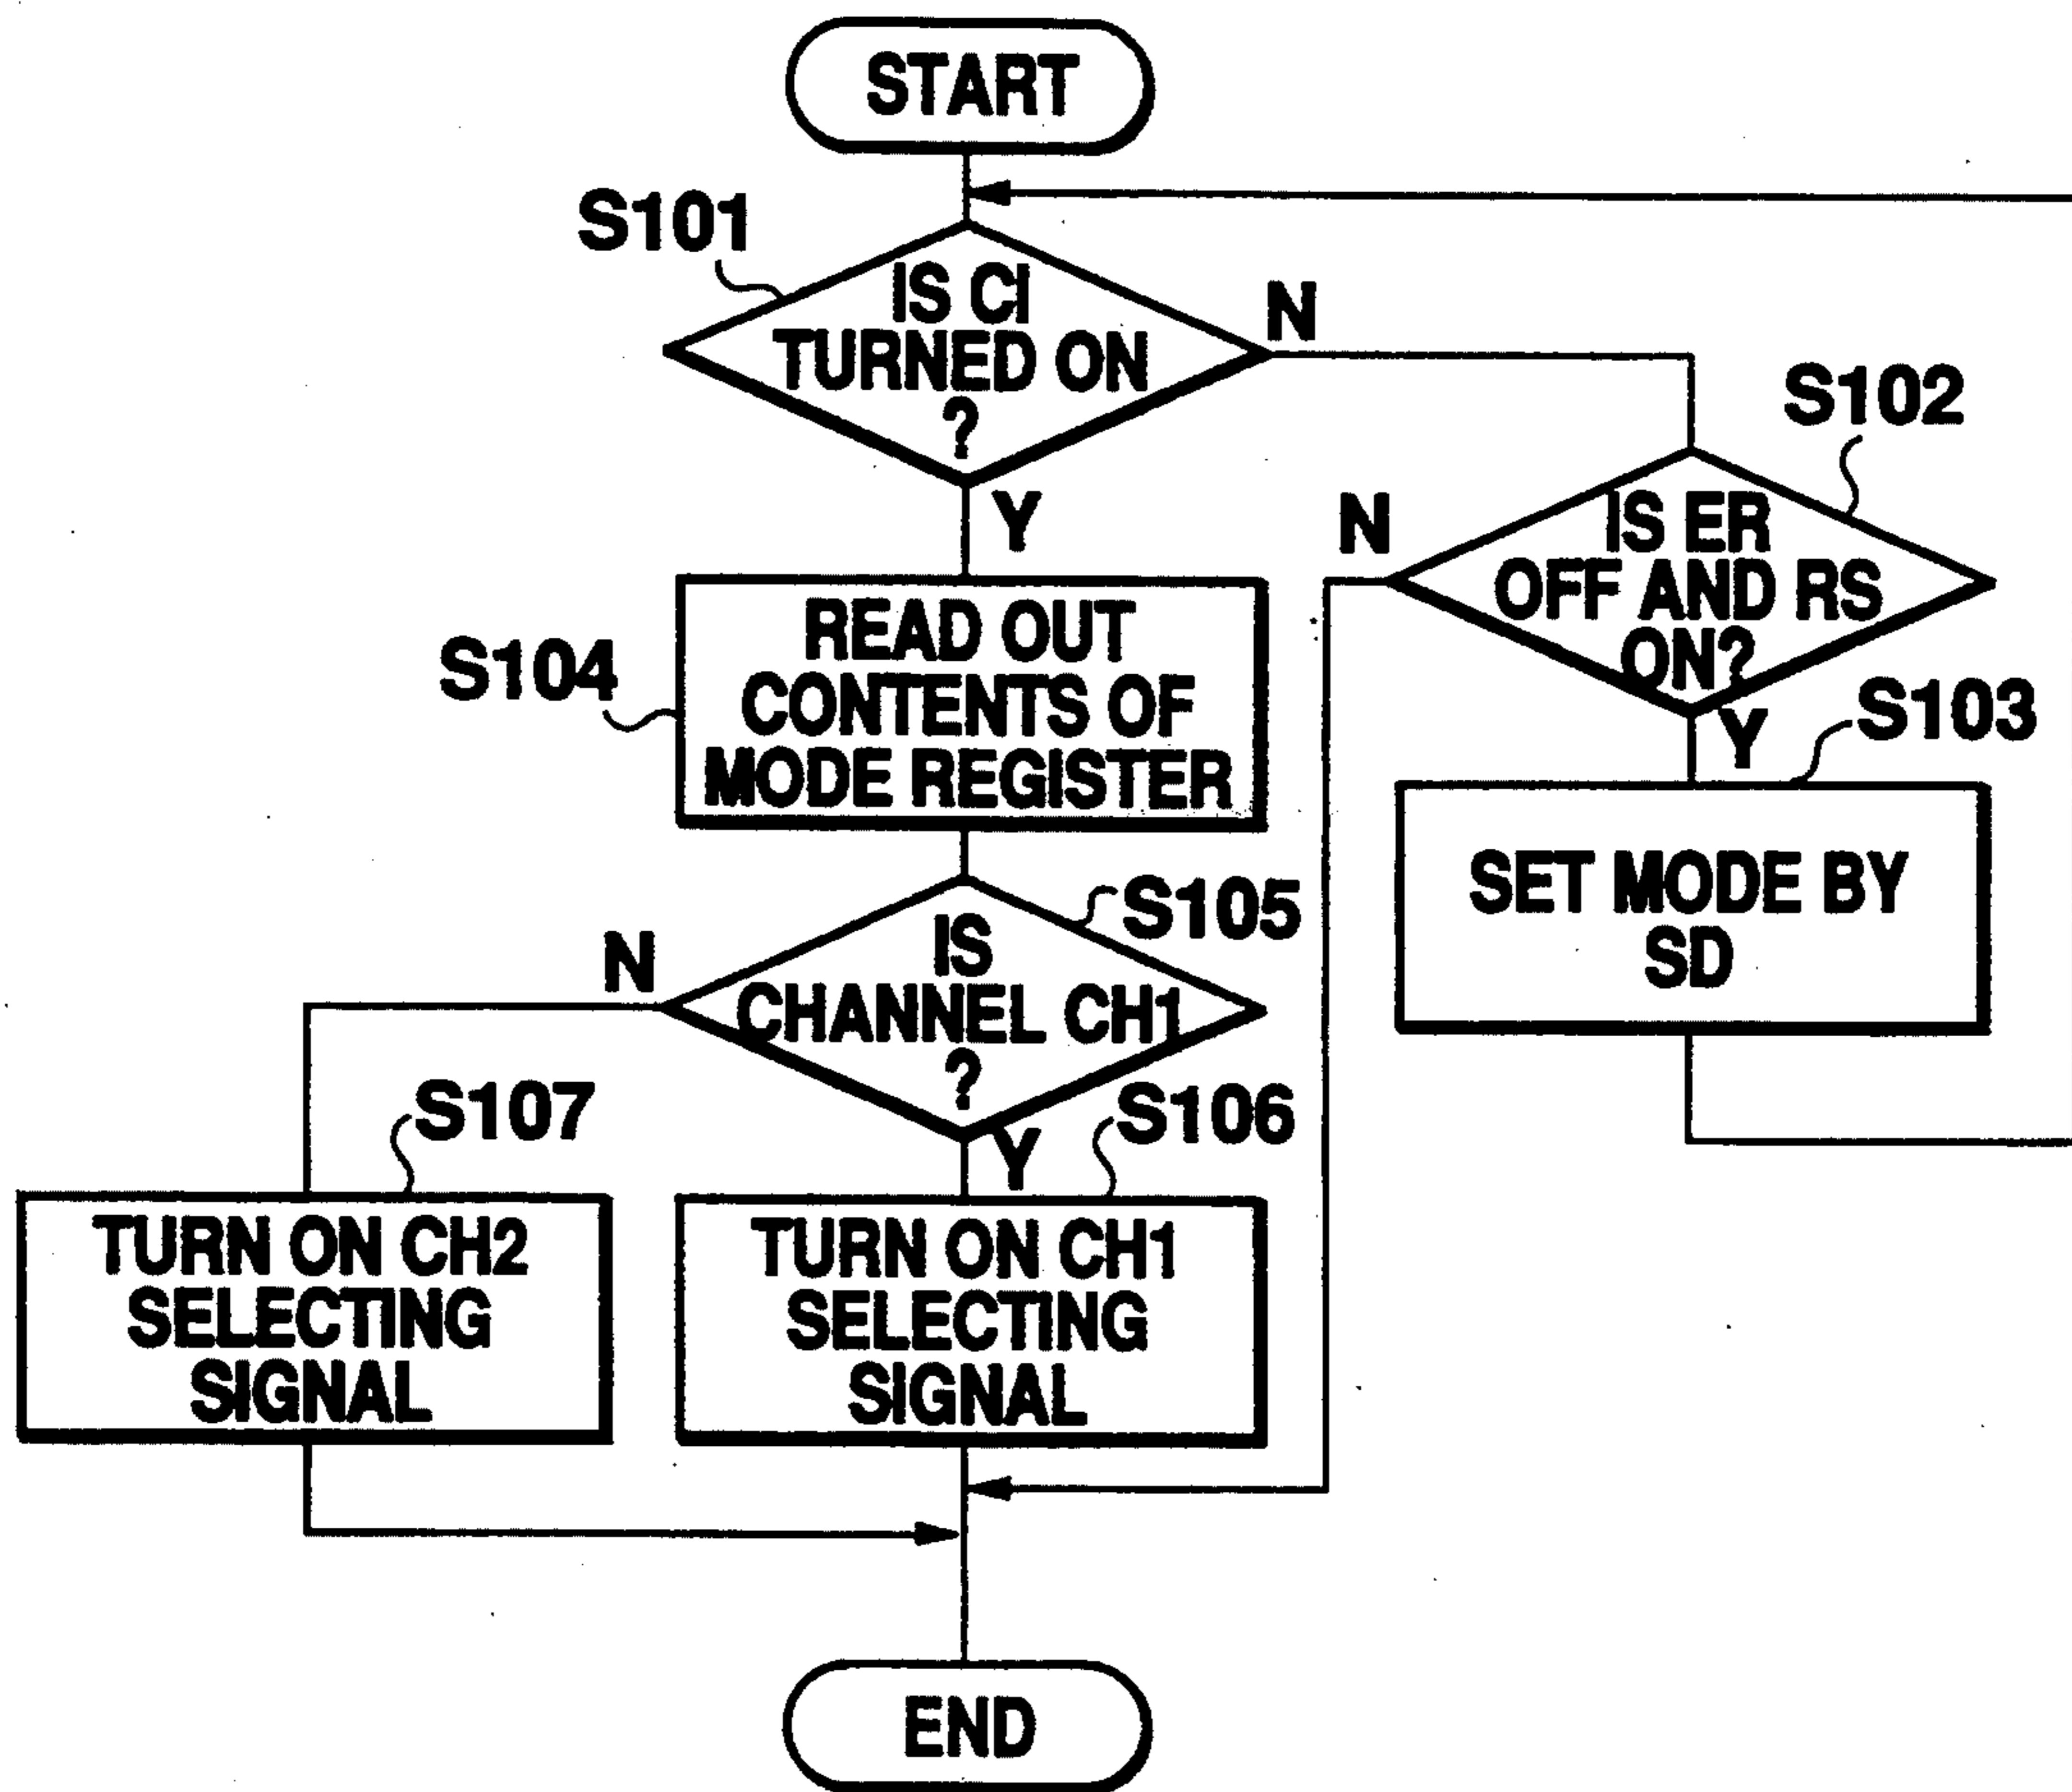 START
S101
IS CI
TURNED ON
?
N
Y
S102
IS ER
OFF AND RS
ON?
N
Y
S103
SET MODE BY
SD
S104
READ OUT
CONTENTS OF
MODE REGISTER
S105
IS
CHANNEL CH1
?
N
Y
S107
TURN ON CH2
SELECTING
SIGNAL
S106
TURN ON CH1
SELECTING
SIGNAL
END